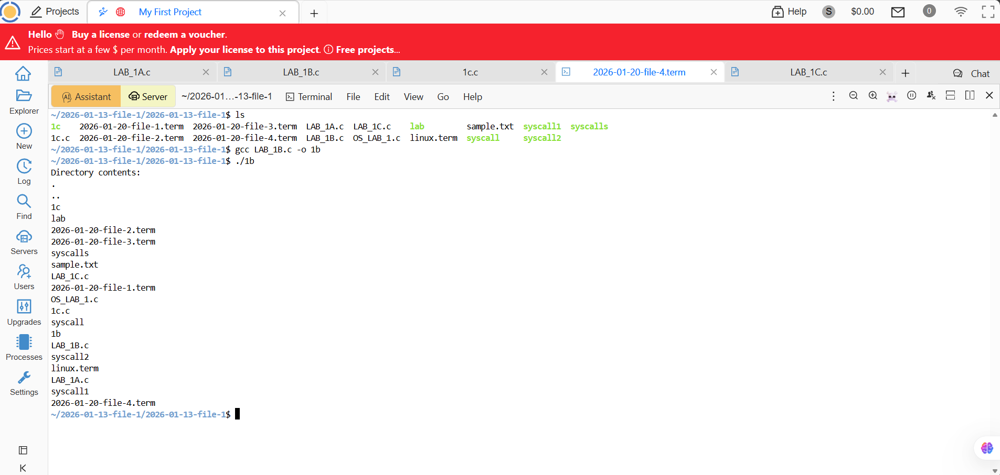 Projects My First Project Help S $0.00 0
Hello Buy a license or redeem a voucher.
Prices start at a few $ per month. Apply your license to this project. Free projects...
LAB_1A.c LAB_1B.c 1c.c 2026-01-20-file-4.term LAB_1C.c Chat
Assistant Server ~/2026-01…-13-file-1 Terminal File Edit View Go Help
Explorer
New
Log
Find
Servers
Users
Upgrades
Processes
Settings
~/2026-01-13-file-1/2026-01-13-file-1$ ls
1c 2026-01-20-file-1.term 2026-01-20-file-3.term LAB_1A.c LAB_1C.c lab sample.txt syscall1 syscalls
1c.c 2026-01-20-file-2.term 2026-01-20-file-4.term LAB_1B.c OS_LAB_1.c linux.term syscall syscall2
~/2026-01-13-file-1/2026-01-13-file-1$ gcc LAB_1B.c -o 1b
~/2026-01-13-file-1/2026-01-13-file-1$ ./1b
Directory contents:
.
..
1c
lab
2026-01-20-file-2.term
2026-01-20-file-3.term
syscalls
sample.txt
LAB_1C.c
2026-01-20-file-1.term
OS_LAB_1.c
1c.c
syscall
1b
LAB_1B.c
syscall2
linux.term
LAB_1A.c
syscall1
2026-01-20-file-4.term
~/2026-01-13-file-1/2026-01-13-file-1$